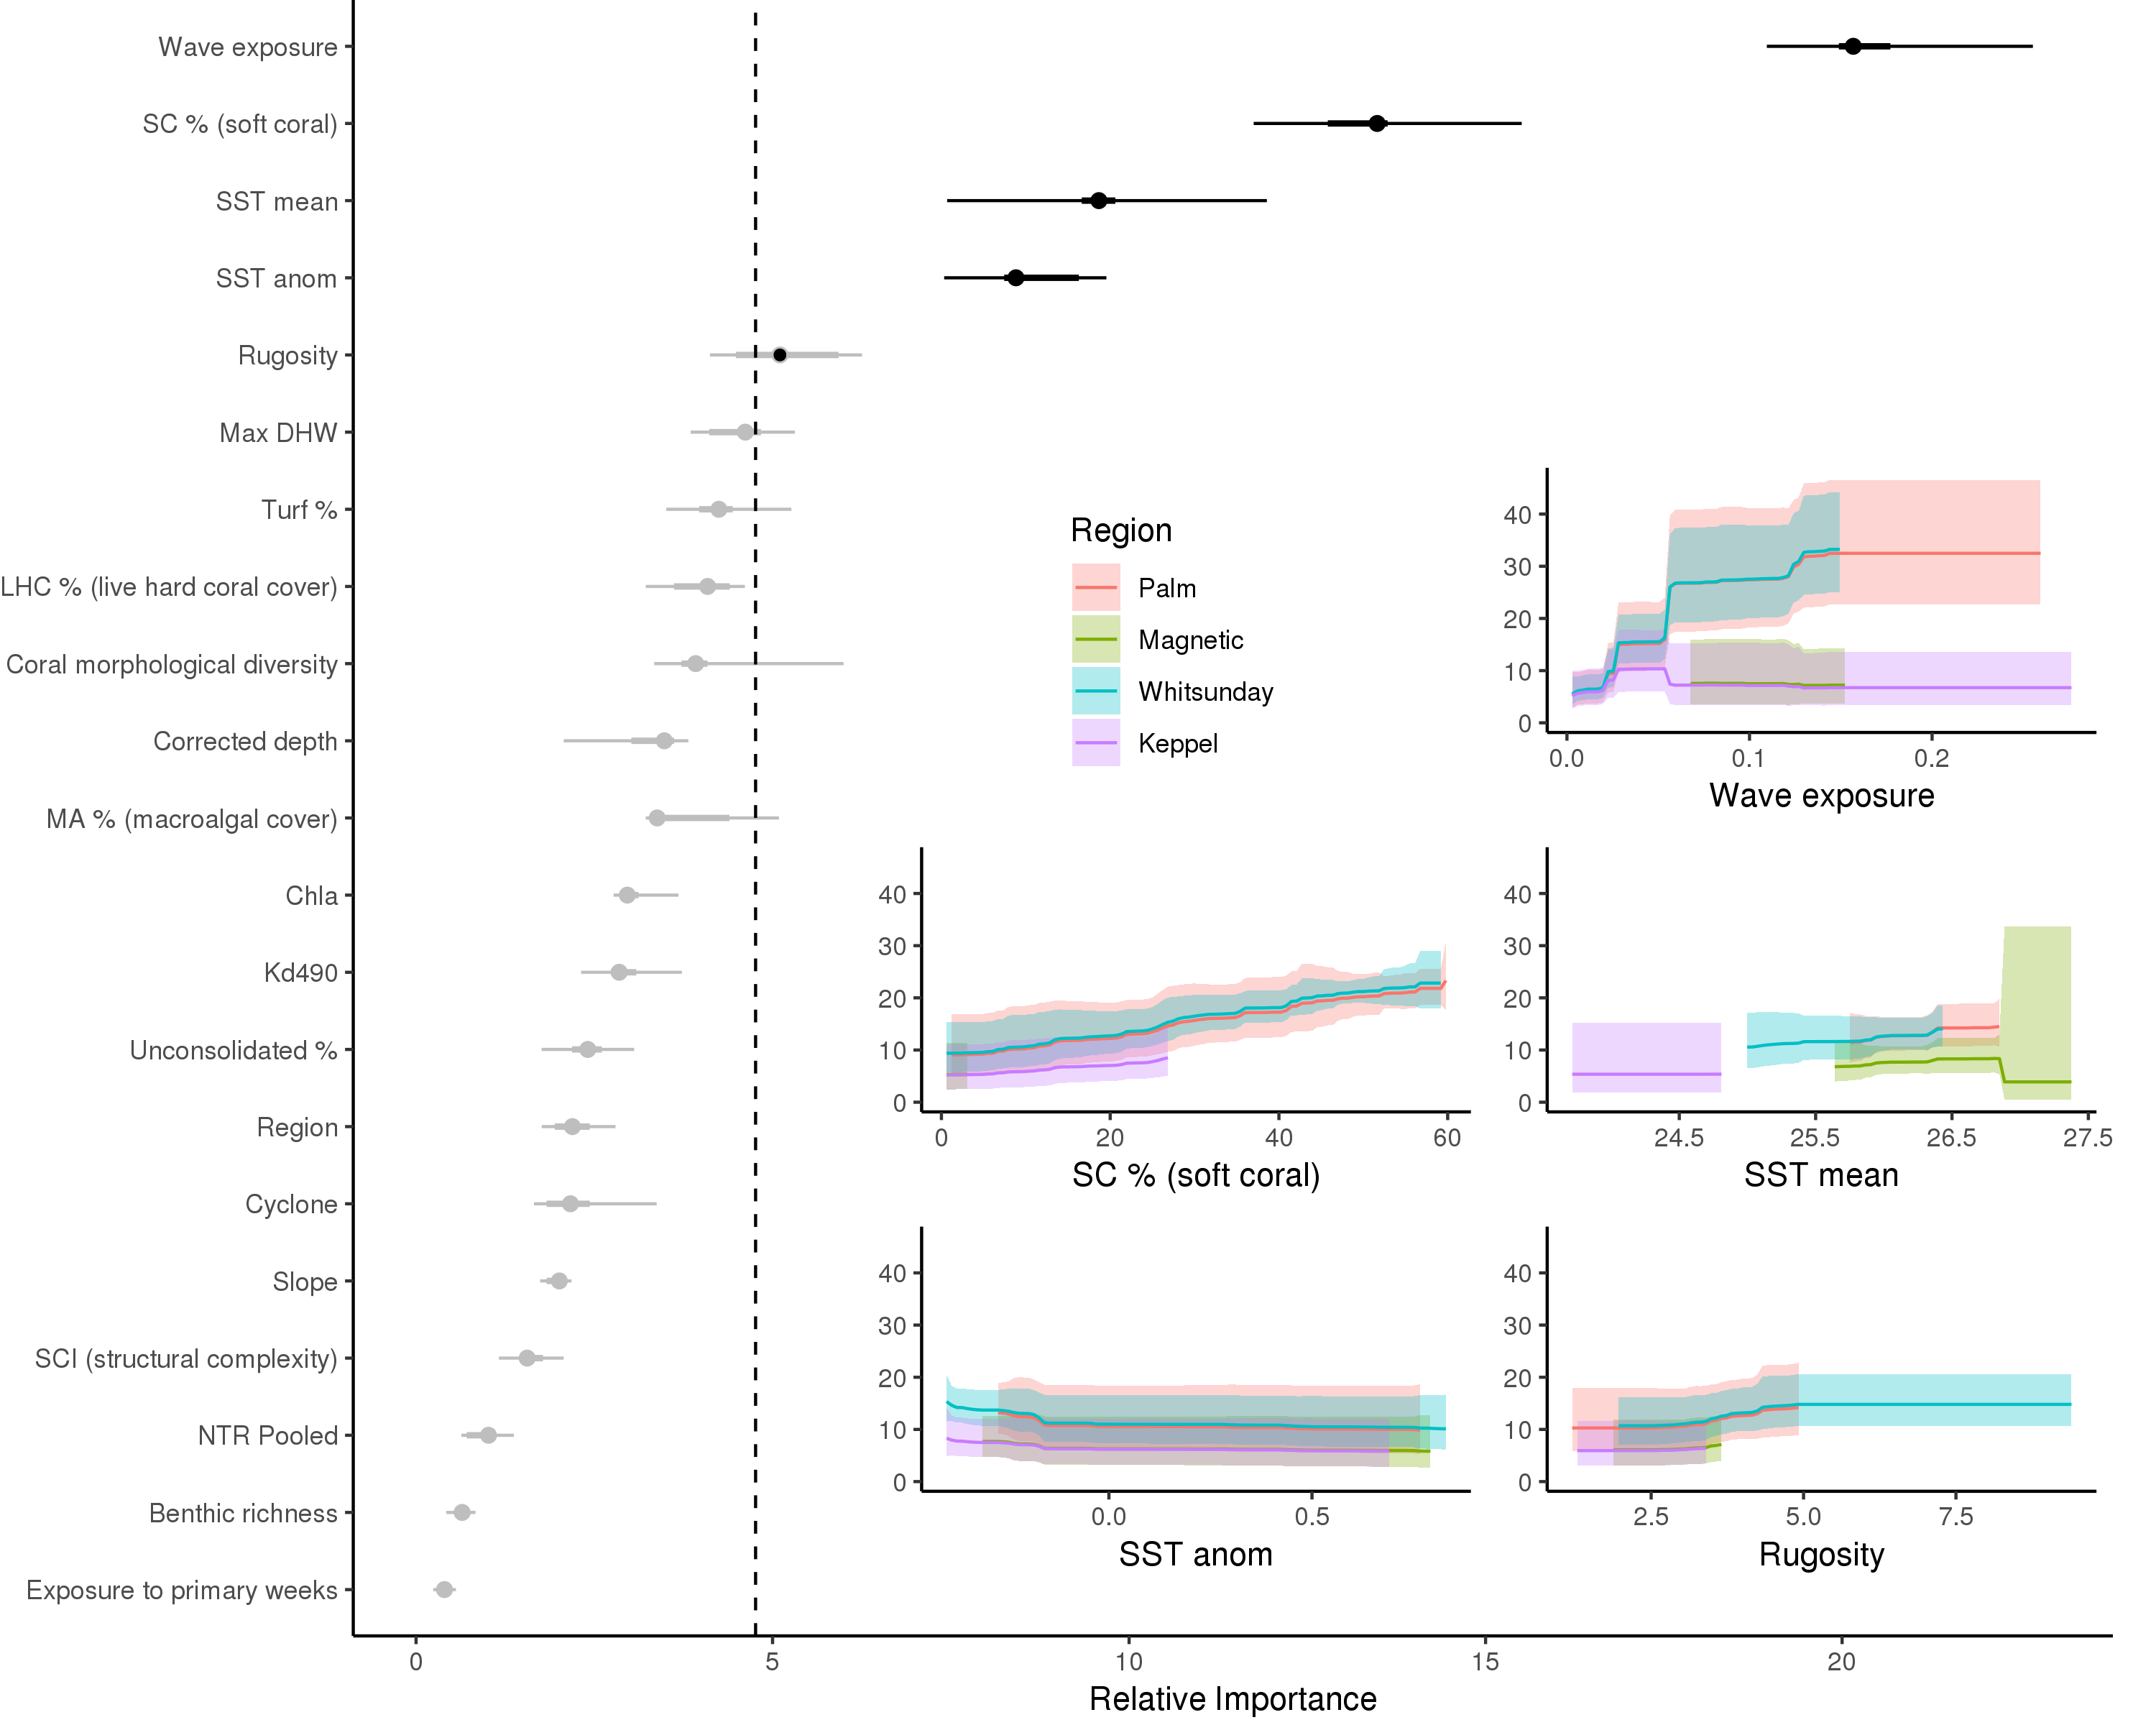 Wave exposure
SC % (soft coral)
SST mean
SST anom
Rugosity
Max DHW
Turf %
LHC % (live hard coral cover)
Coral morphological diversity
Corrected depth
MA % (macroalgal cover)
Chla
Kd490
Unconsolidated %
Region
Cyclone
Slope
SCI (structural complexity)
NTR Pooled
Benthic richness
Exposure to primary weeks
0 5 10 15 20
Relative Importance
Region
Palm
Magnetic
Whitsunday
Keppel
40
30
20
10
0
0.0 0.1 0.2
Wave exposure
40
30
20
10
0
0 20 40 60
SC % (soft coral)
40
30
20
10
0
24.5 25.5 26.5 27.5
SST mean
40
30
20
10
0
0.0 0.5
SST anom
40
30
20
10
0
2.5 5.0 7.5
Rugosity